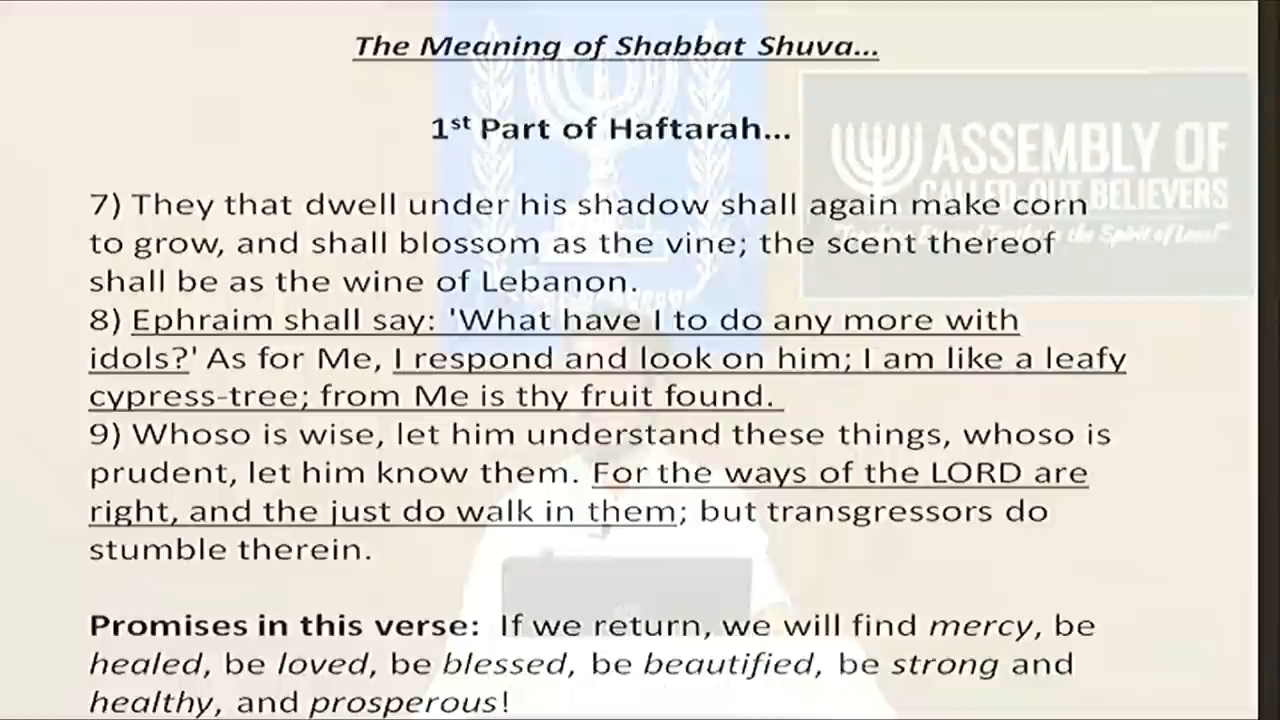 The Meaning of Shabbat Shuva...
1st Part of Haftarah...
ASSEMBLY OF
CALLED-OUT BELIEVERS
7) They that dwell under his shadow shall again make corn
to grow, and shall blossom as the vine; the scent thereof
shall be as the wine of Lebanon.
8) Ephraim shall say: 'What have I to do any more with
idols?' As for Me, I respond and look on him; I am like a leafy
cypress-tree; from Me is thy fruit found.
9) Whoso is wise, let him understand these things, whoso is
prudent, let him know them. For the ways of the LORD are
right, and the just do walk in them; but transgressors do
stumble therein.
Promises in this verse: If we return, we will find mercy, be
healed, be loved, be blessed, be beautified, be strong and
healthy, and prosperous!